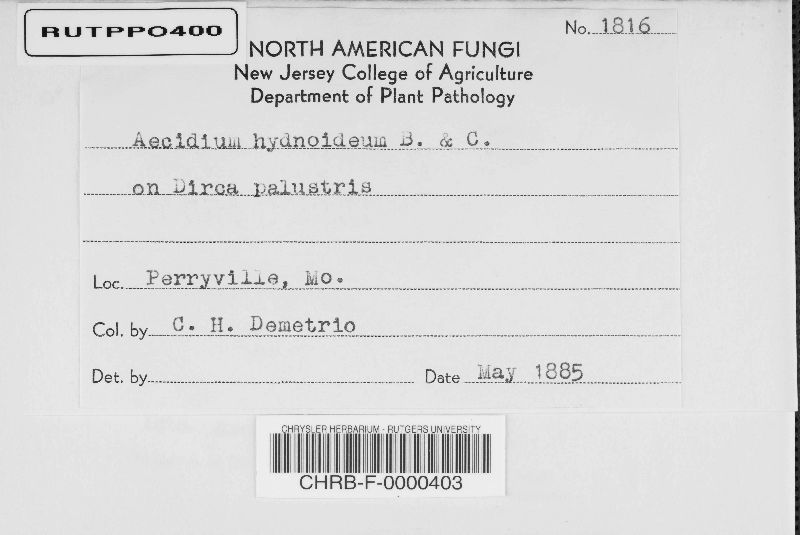 RUTPPO400
No. 1816
NORTH AMERICAN FUNGI
New Jersey College of Agriculture
Department of Plant Pathology
Aecidium hydnoideum B. & C.
on Dirca palustris
Loc. Perryville, Mo.
Col. by C. H. Demetrio
Det. by
Date May 1885
CHRYSLER HERBARIUM - RUTGERS UNIVERSITY
CHRB-F-0000403